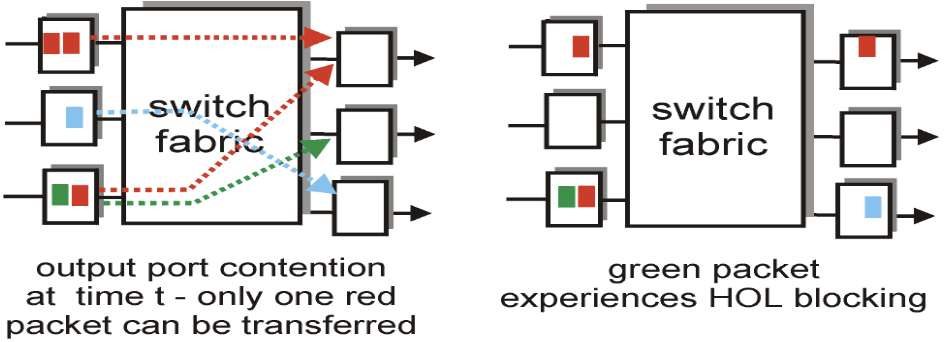 switch
fabric
output port contention
at time t - only one red
packet can be transferred
switch
fabric
green packet
experiences HOL blocking